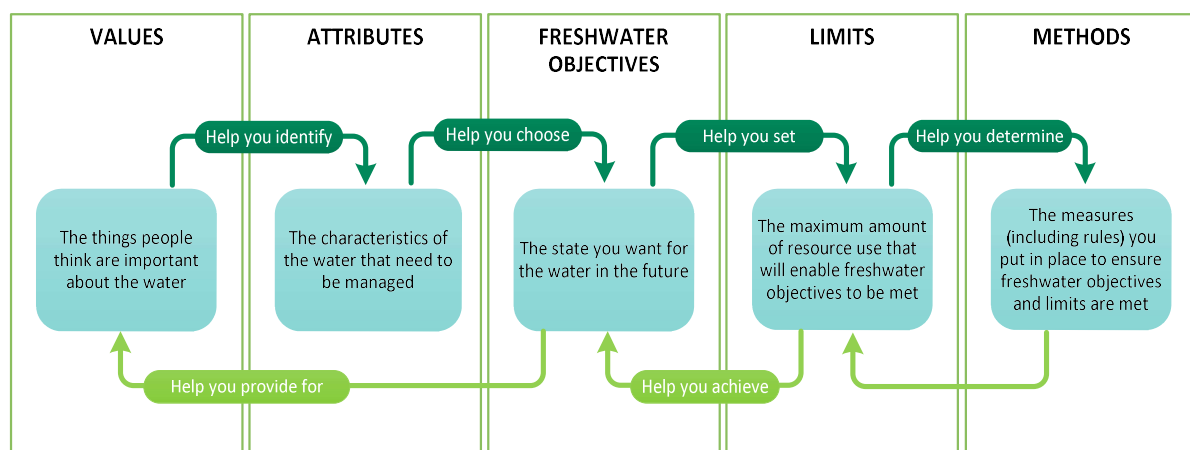 VALUES
ATTRIBUTES
FRESHWATER
OBJECTIVES
LIMITS
METHODS
Help you identify
Help you choose
Help you set
Help you determine
The things people
think are important
about the water
The characteristics of
the water that need to
be managed
The state you want for
the water in the future
The maximum amount
of resource use that
will enable freshwater
objectives to be met
The measures
(including rules) you
put in place to ensure
freshwater objectives
and limits are met
Help you provide for
Help you achieve